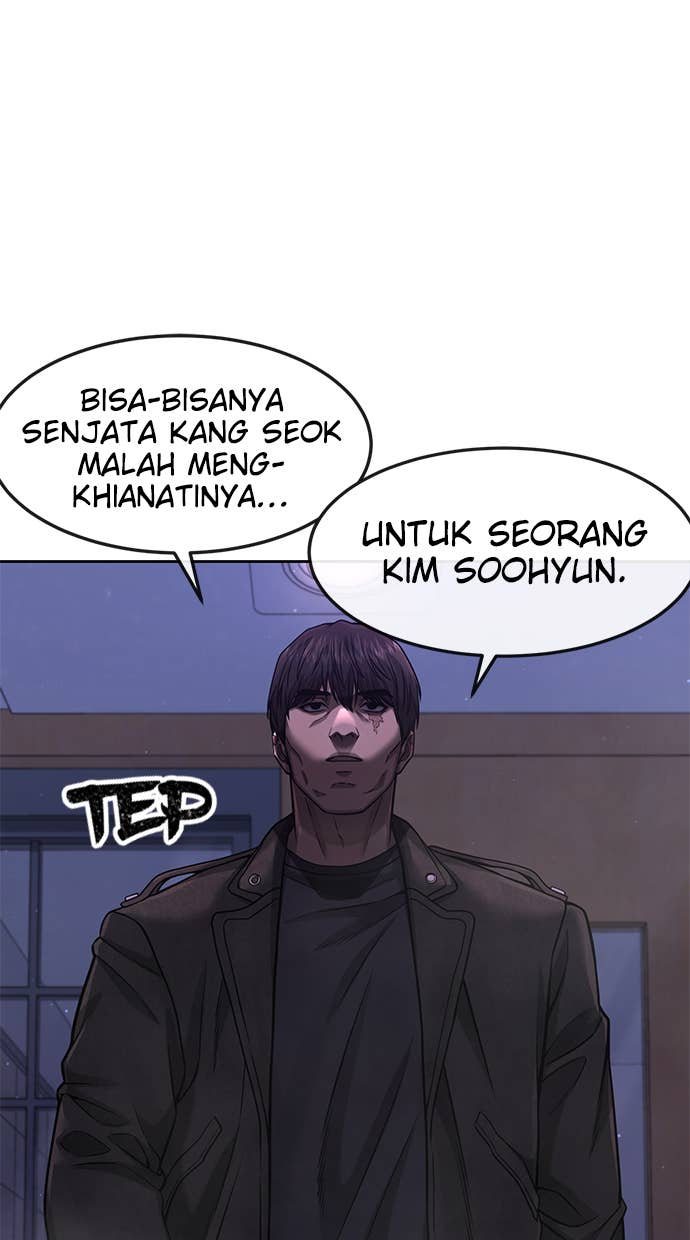 BISA-BISANYA
SENJATA KANG SEOK
MALAH MENG-
KHIANATINYA...
UNTUK SEORANG
KIM SOOHYUN.
TEP